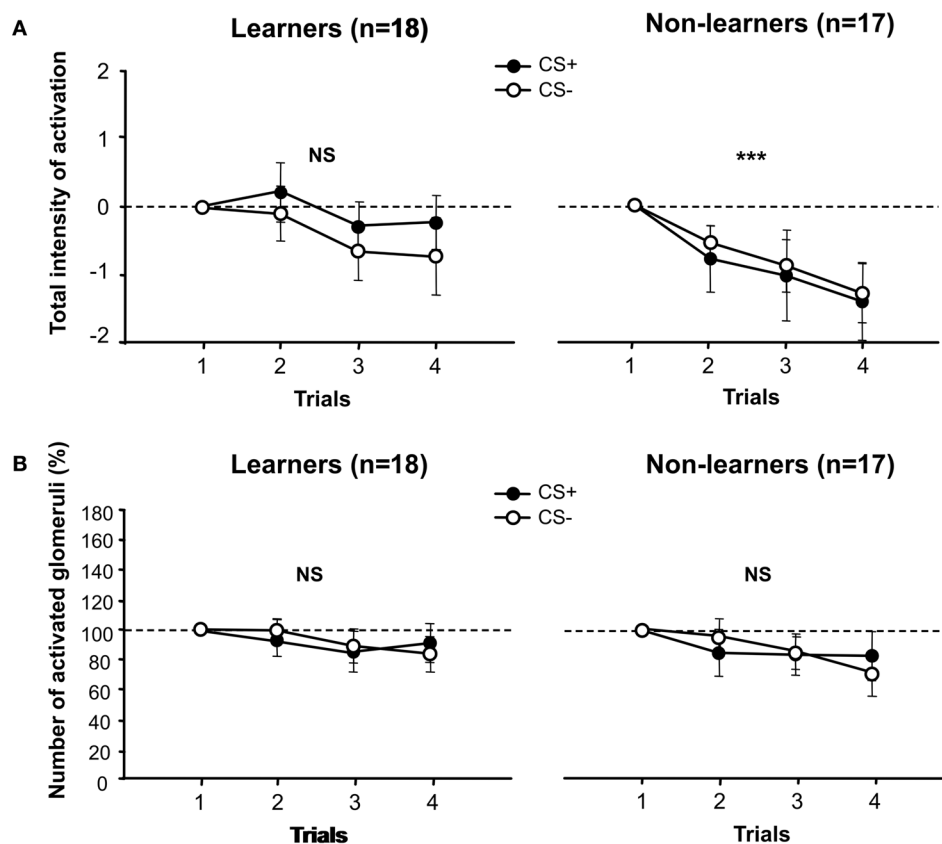 A
Learners (n=18)
Non-learners (n=17)
CS+
CS-
Total intensity of activation
2
1
0
-1
-2
NS
***
1 2 3 4
1 2 3 4
Trials
Trials
B
Learners (n=18)
Non-learners (n=17)
CS+
CS-
Number of activated glomeruli (%)
180
160
140
120
100
80
60
40
20
0
NS
NS
1 2 3 4
1 2 3 4
Trials
Trials